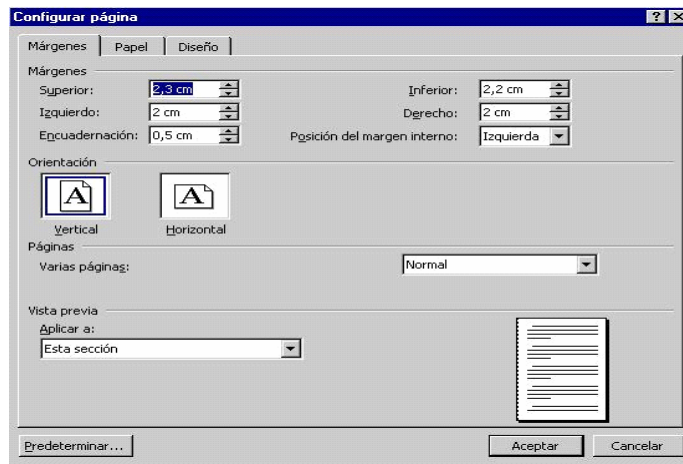 Configurar página
Márgenes Papel Diseño
Márgenes
Superior: 2,3 cm Inferior: 2,2 cm
Izquierdo: 2 cm Derecho: 2 cm
Encuadernación: 0,5 cm Posición del margen interno: Izquierda
Orientación
A A
Vertical Horizontal
Páginas
Varias páginas: Normal
Vista previa
Aplicar a:
Esta sección
Predeterminar... Aceptar Cancelar